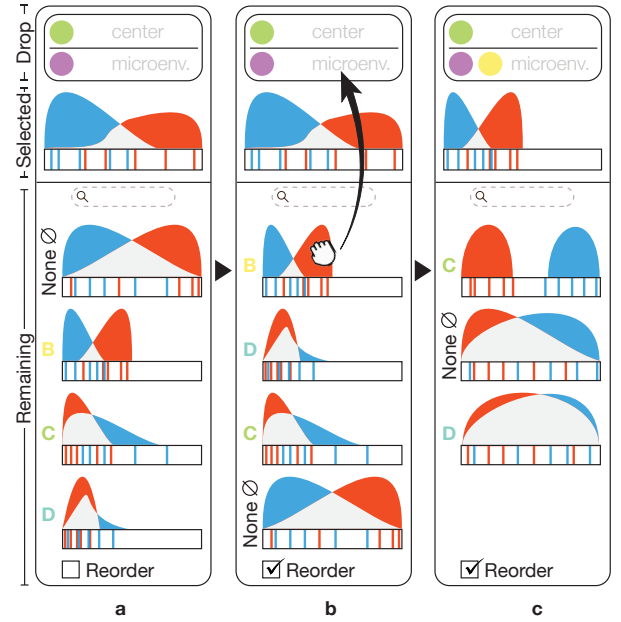 Drop
Selected
Remaining
center
microenv.
None Ø
B
C
D
Reorder
a
center
microenv.
B
D
C
None Ø
Reorder
b
center
microenv.
C
None Ø
D
Reorder
c